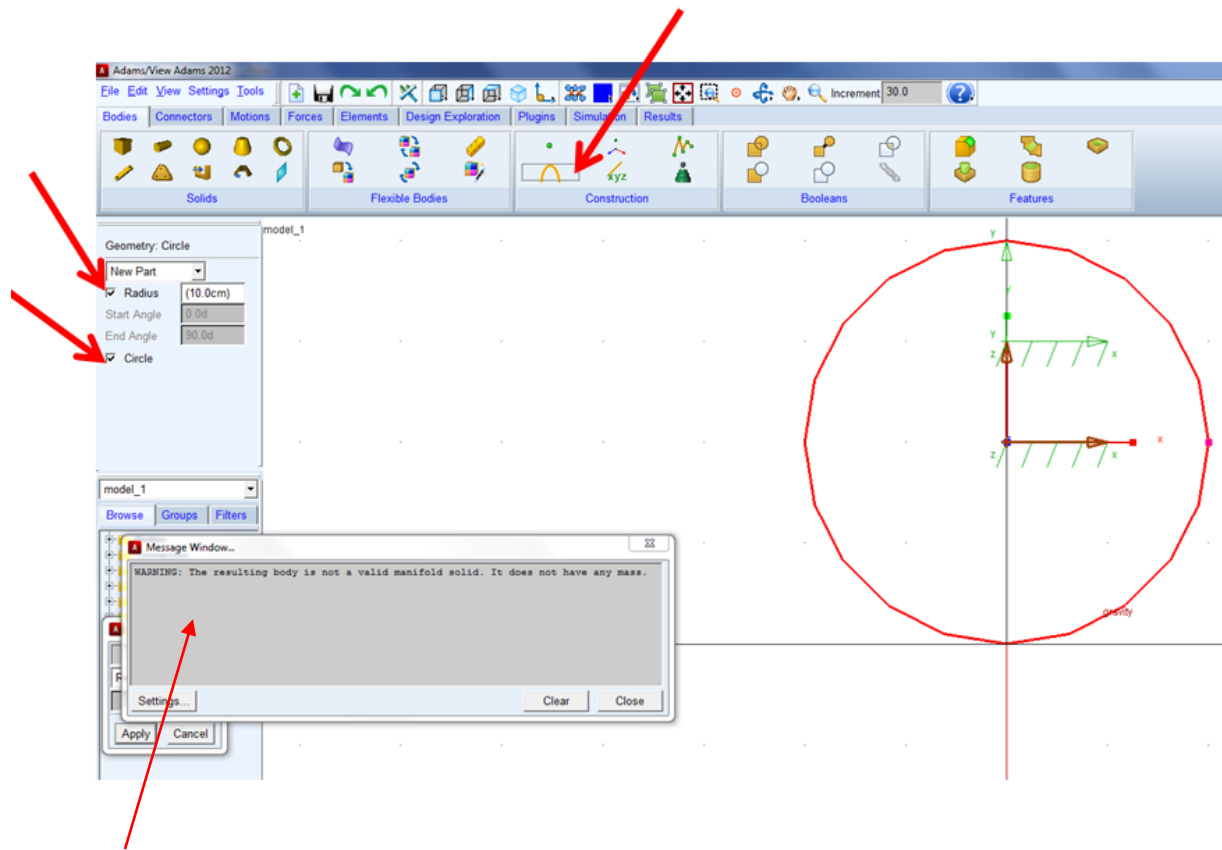 Adams/View Adams 2012
File Edit View Settings Tools
Increment 30.0
Bodies Connectors Motions Forces Elements Design Exploration Plugins Simulation Results
xyz
Solids Flexible Bodies Construction Booleans Features
model_1
Geometry: Circle
New Part
Radius (10.0cm)
Start Angle 0.0d
End Angle 90.0d
Circle
y
y
y
z x
x
z x
gravity
model_1
Browse Groups Filters
Message Window...
WARNING: The resulting body is not a valid manifold solid. It does not have any mass.
Settings... Clear Close
Apply Cancel